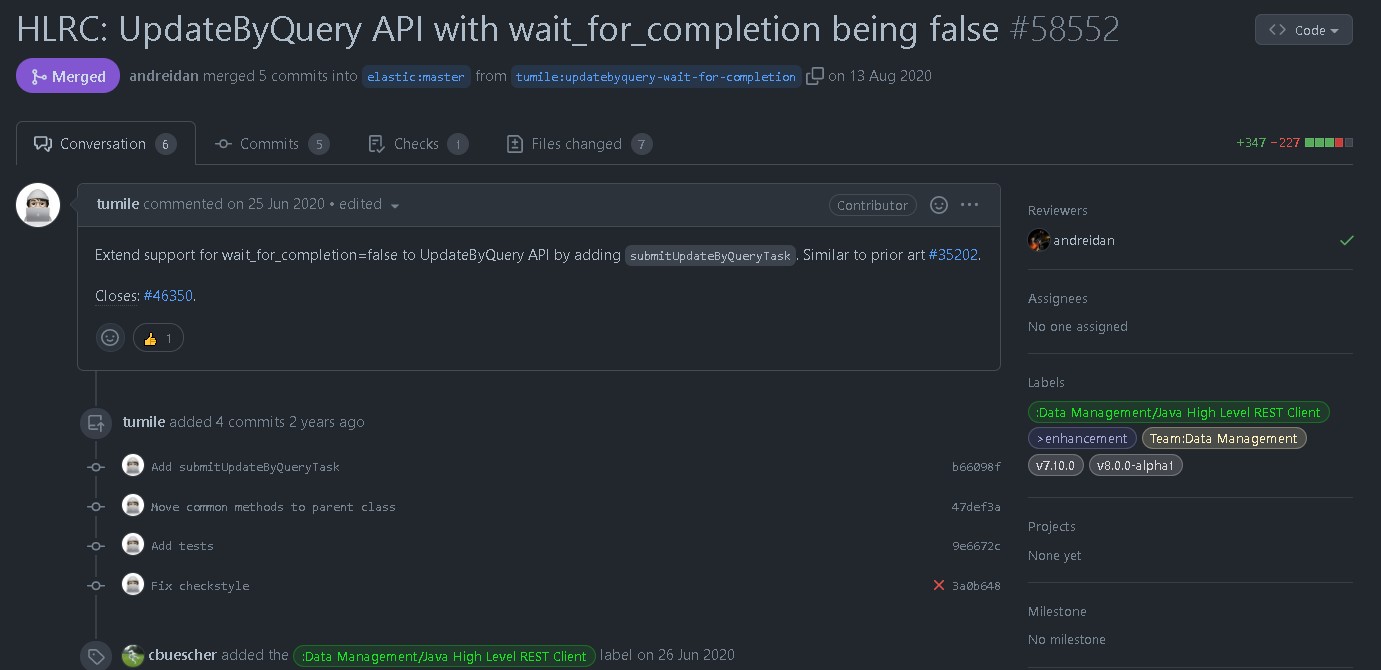 HLRC: UpdateByQuery API with wait_for_completion being false #58552
Code
Merged andreidan merged 5 commits into elastic:master from tumile:updatebyquery-wait-for-completion on 13 Aug 2020
Conversation 6 Commits 5 Checks 1 Files changed 7
+347 −227
tumile commented on 25 Jun 2020 • edited
Contributor
Extend support for wait_for_completion=false to UpdateByQuery API by adding submitUpdateByQueryTask. Similar to prior art #35202.
Closes: #46350.
1
tumile added 4 commits 2 years ago
Add submitUpdateByQueryTask b66098f
Move common methods to parent class 47def3a
Add tests 9e6672c
Fix checkstyle 3a0b648
cbuescher added the :Data Management/Java High Level REST Client label on 26 Jun 2020
Reviewers
andreidan
Assignees
No one assigned
Labels
:Data Management/Java High Level REST Client
>enhancement Team:Data Management
v7.10.0 v8.0.0-alpha1
Projects
None yet
Milestone
No milestone